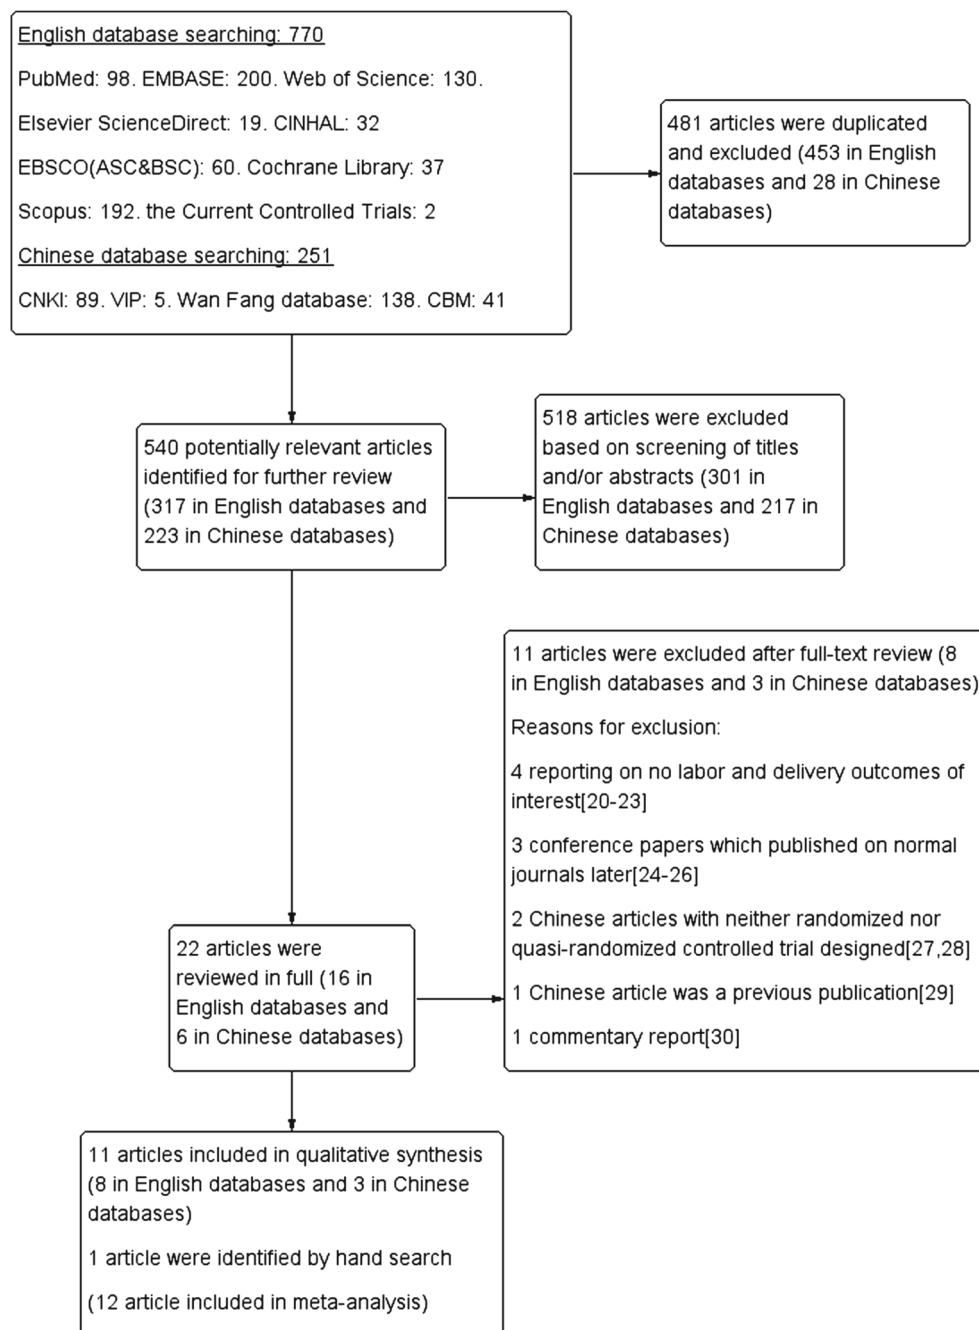 English database searching: 770
PubMed: 98. EMBASE: 200. Web of Science: 130.
Elsevier ScienceDirect: 19. CINHAL: 32
EBSCO(ASC&BSC): 60. Cochrane Library: 37
Scopus: 192. the Current Controlled Trials: 2
Chinese database searching: 251
CNKI: 89. VIP: 5. Wan Fang database: 138. CBM: 41
481 articles were duplicated
and excluded (453 in English
databases and 28 in Chinese
databases)
540 potentially relevant articles
identified for further review
(317 in English databases and
223 in Chinese databases)
518 articles were excluded
based on screening of titles
and/or abstracts (301 in
English databases and 217 in
Chinese databases)
11 articles were excluded after full-text review (8
in English databases and 3 in Chinese databases)
Reasons for exclusion:
4 reporting on no labor and delivery outcomes of
interest[20-23]
3 conference papers which published on normal
journals later[24-26]
2 Chinese articles with neither randomized nor
quasi-randomized controlled trial designed[27,28]
1 Chinese article was a previous publication[29]
1 commentary report[30]
22 articles were
reviewed in full (16 in
English databases and
6 in Chinese databases)
11 articles included in qualitative synthesis
(8 in English databases and 3 in Chinese
databases)
1 article were identified by hand search
(12 article included in meta-analysis)